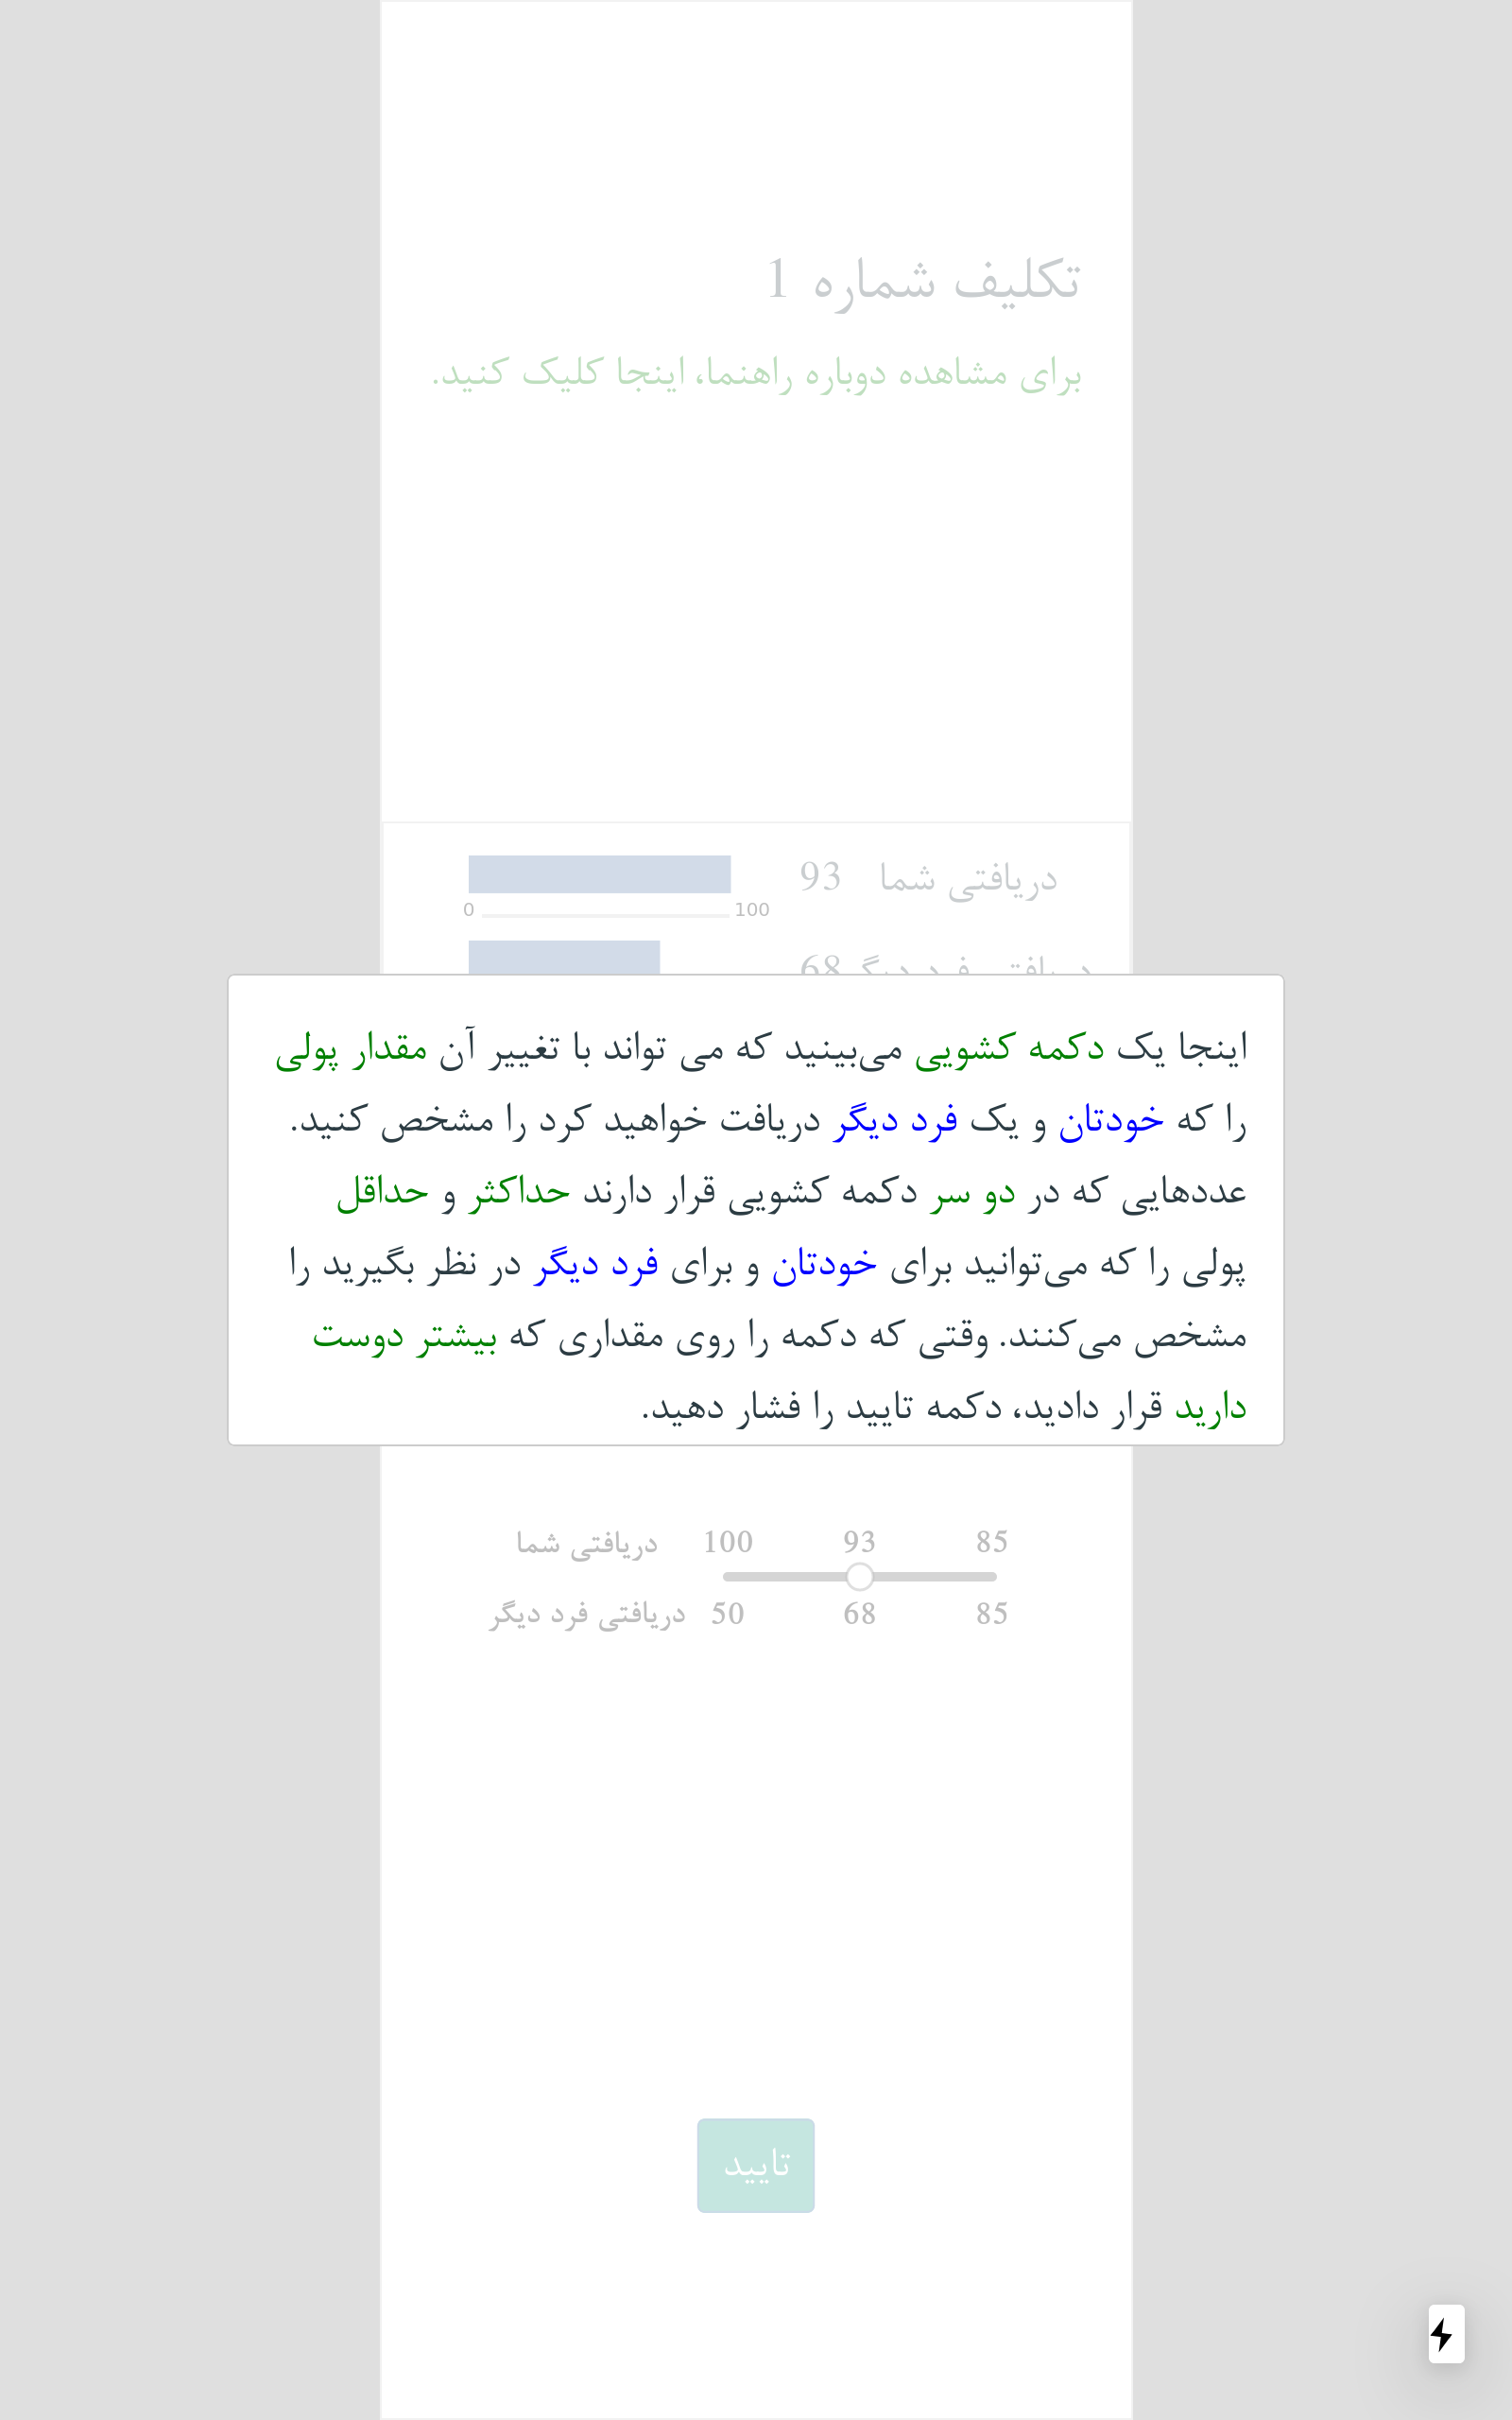 تکلیف شماره 1
برای مشاهده دوباره راهنما، اینجا کلیک کنید.
دریافتی شما 93
0 100
دریافتی فرد دیگر 68
اینجا یک دکمه کشویی می‌بینید که می تواند با تغییر آن مقدار پولی
را که خودتان و یک فرد دیگر دریافت خواهید کرد را مشخص کنید.
عددهایی که در دو سر دکمه کشویی قرار دارند حداکثر و حداقل
پولی را که می‌توانید برای خودتان و برای فرد دیگر در نظر بگیرید را
مشخص می‌کنند. وقتی که دکمه را روی مقداری که بیشتر دوست
دارید قرار دادید، دکمه تایید را فشار دهید.
دریافتی شما 100 93 85
دریافتی فرد دیگر 50 68 85
تایید